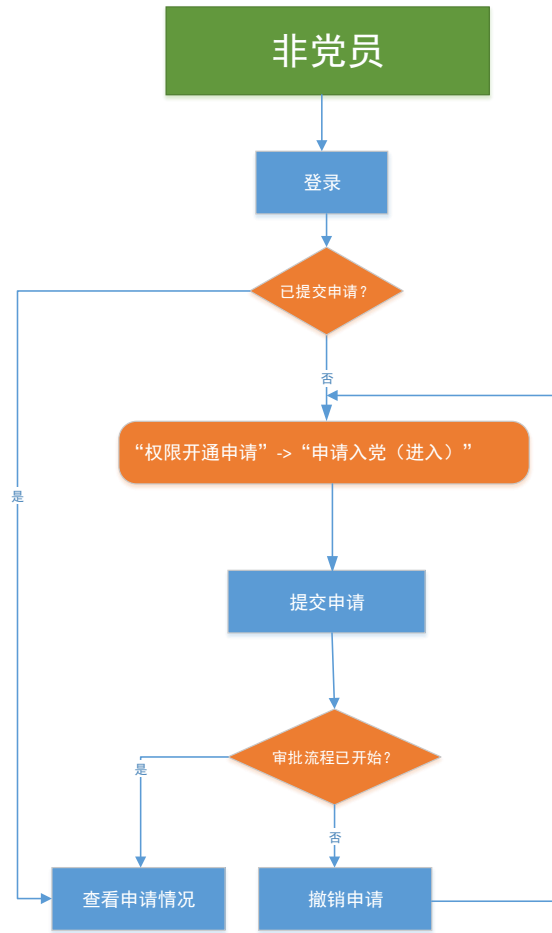 非党员
登录
已提交申请？
否
“权限开通申请”->“申请入党（进入）”
是
提交申请
审批流程已开始？
是
否
查看申请情况
撤销申请